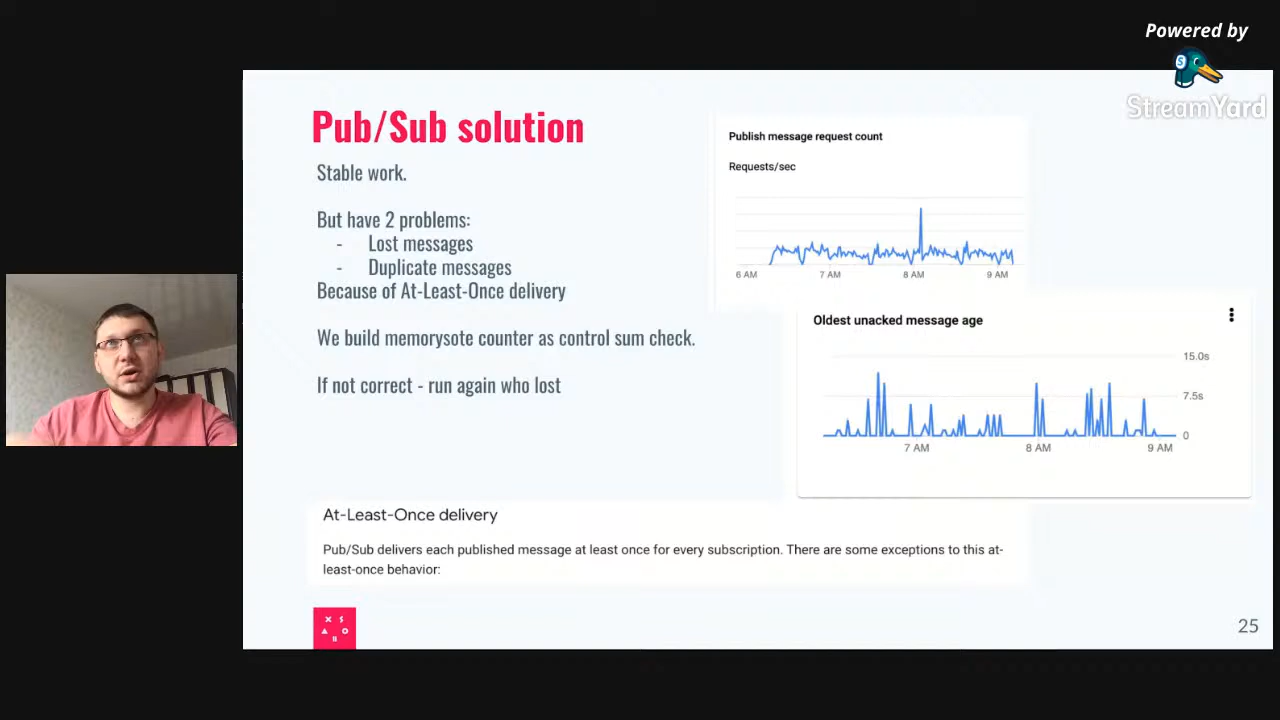 Powered by
StreamYard
Pub/Sub solution
Stable work.
But have 2 problems:
- Lost messages
- Duplicate messages
Because of At-Least-Once delivery
We build memorysote counter as control sum check.
If not correct - run again who lost
Publish message request count
Requests/sec
6 AM 7 AM 8 AM 9 AM
Oldest unacked message age
15.0s
7.5s
0
7 AM 8 AM 9 AM
At-Least-Once delivery
Pub/Sub delivers each published message at least once for every subscription. There are some exceptions to this at-
least-once behavior:
25